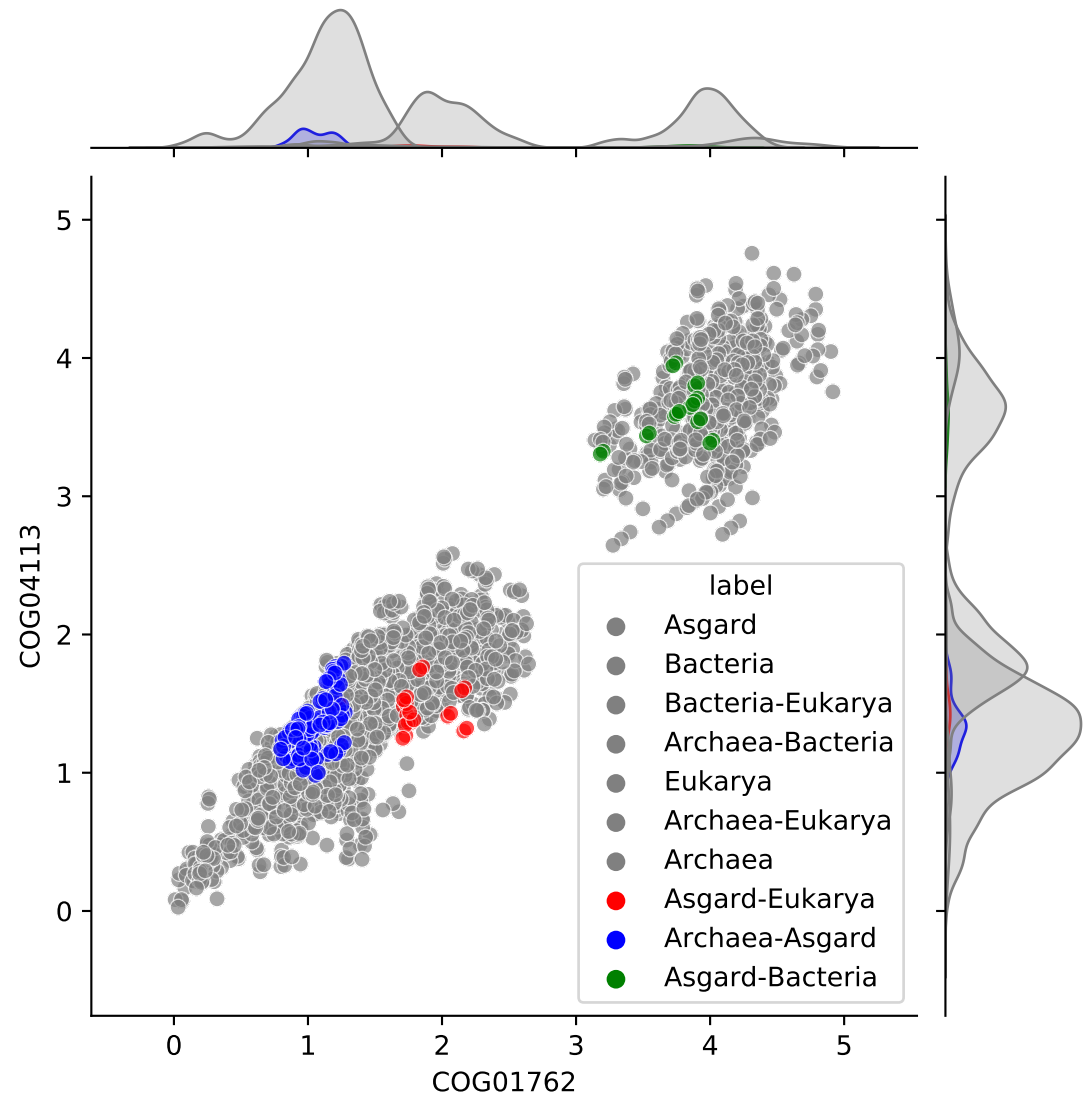 5
4
3
2
1
0
COG04113
label
Asgard
Bacteria
Bacteria-Eukarya
Archaea-Bacteria
Eukarya
Archaea-Eukarya
Archaea
Asgard-Eukarya
Archaea-Asgard
Asgard-Bacteria
0 1 2 3 4 5
COG01762